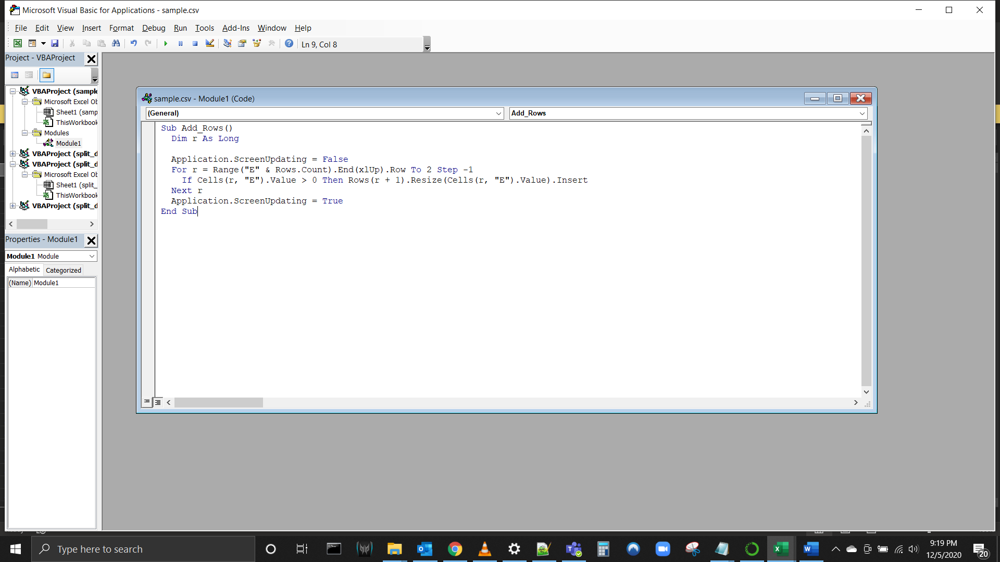 Microsoft Visual Basic for Applications - sample.csv
File Edit View Insert Format Debug Run Tools Add-Ins Window Help
Ln 9, Col 8
Project - VBAProject
VBAProject (sample
Microsoft Excel Ob
Sheet1 (samp
ThisWorkbook
Modules
Module1
VBAProject (split_d
VBAProject (split_d
Microsoft Excel Ob
Sheet1 (split_
ThisWorkbook
VBAProject (split_d
Properties - Module1
Module1 Module
Alphabetic Categorized
(Name) Module1
sample.csv - Module1 (Code)
(General) Add_Rows
Sub Add_Rows()
Dim r As Long
Application.ScreenUpdating = False
For r = Range("E" & Rows.Count).End(xlUp).Row To 2 Step -1
If Cells(r, "E").Value > 0 Then Rows(r + 1).Resize(Cells(r, "E").Value).Insert
Next r
Application.ScreenUpdating = True
End Sub
Type here to search
9:19 PM
12/5/2020
20